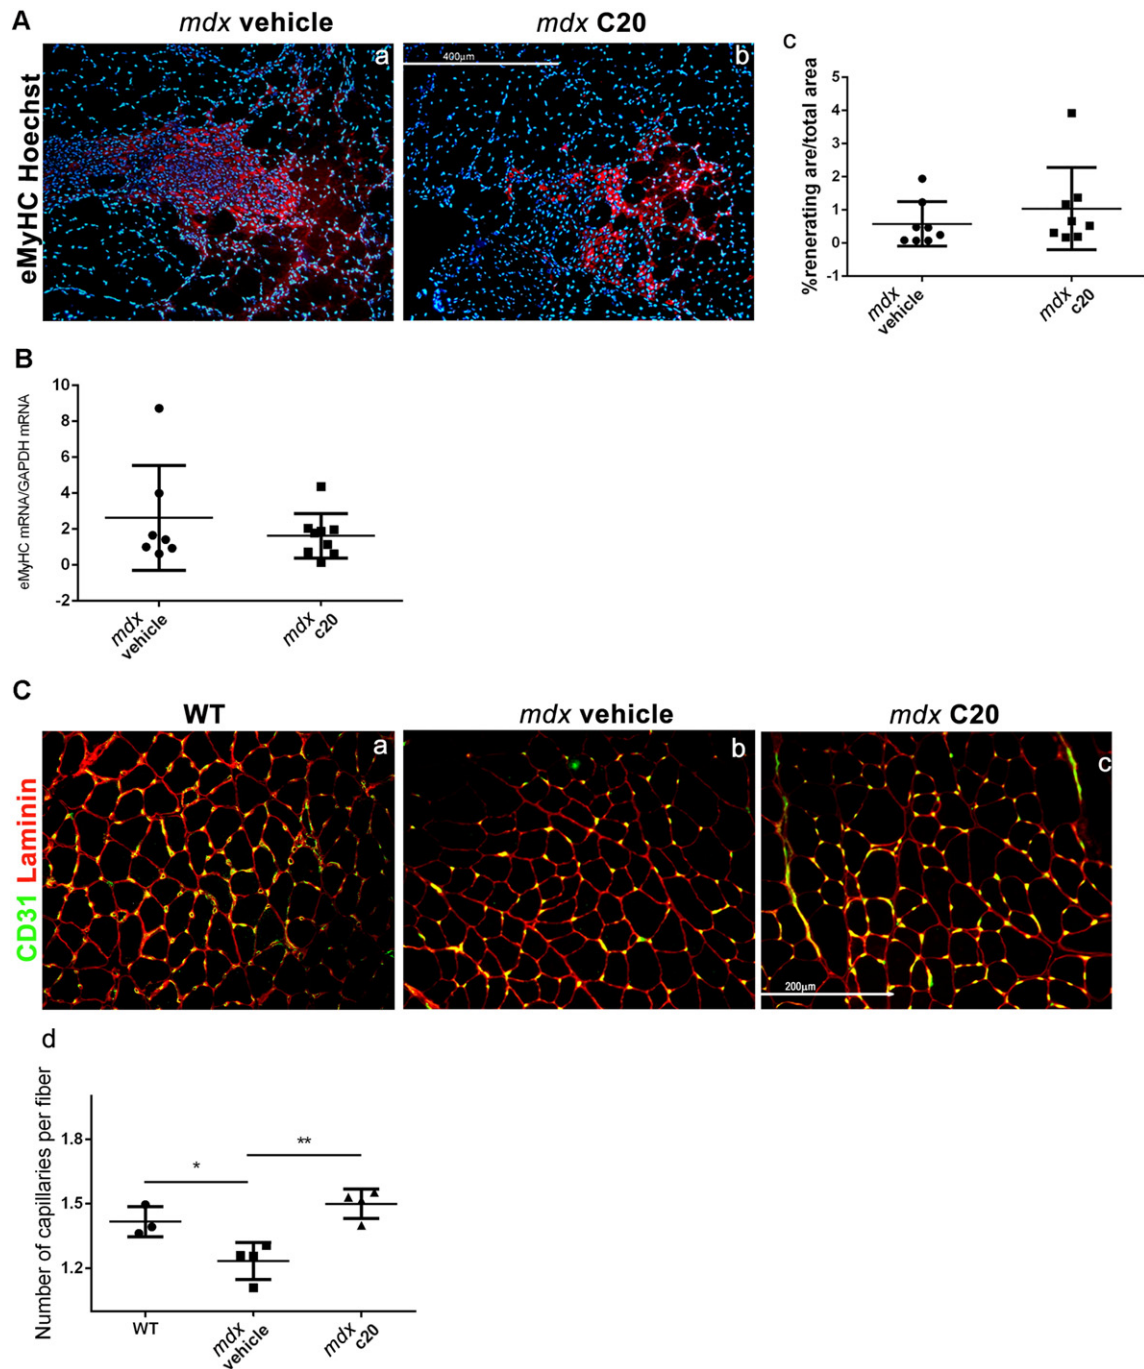 A
mdx vehicle
mdx C20
eMyHC Hoechst
a
400µm
b
c
%renerating are/total area
5
4
3
2
1
0
-1
mdx
vehicle
mdx
c20
B
eMyHC mRNA/GAPDH mRNA
10
8
6
4
2
0
-2
mdx
vehicle
mdx
c20
C
WT
mdx vehicle
mdx C20
CD31 Laminin
a
b
c
200µm
d
Number of capillaries per fiber
1.8
1.5
1.2
*
**
WT
mdx
vehicle
mdx
c20